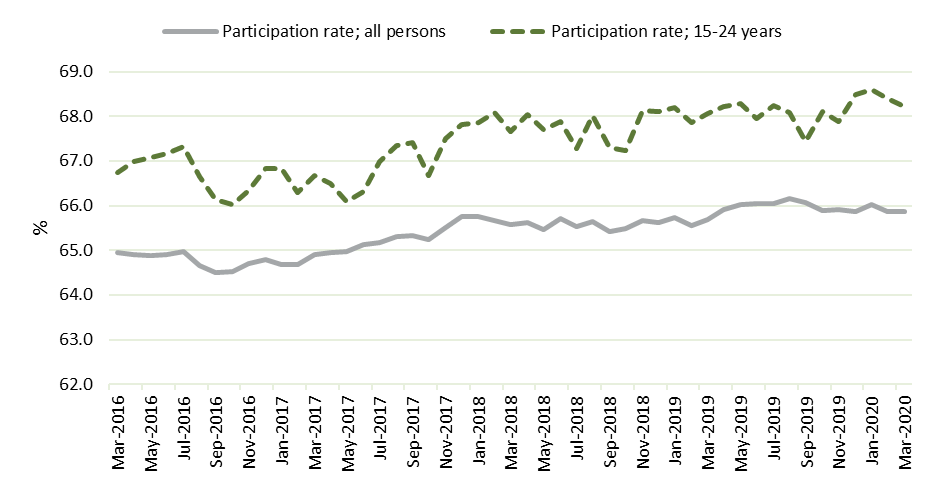 Participation rate; all persons
Participation rate; 15-24 years
69.0
68.0
67.0
66.0
65.0
64.0
63.0
62.0
%
Mar-2016
May-2016
Jul-2016
Sep-2016
Nov-2016
Jan-2017
Mar-2017
May-2017
Jul-2017
Sep-2017
Nov-2017
Jan-2018
Mar-2018
May-2018
Jul-2018
Sep-2018
Nov-2018
Jan-2019
Mar-2019
May-2019
Jul-2019
Sep-2019
Nov-2019
Jan-2020
Mar-2020